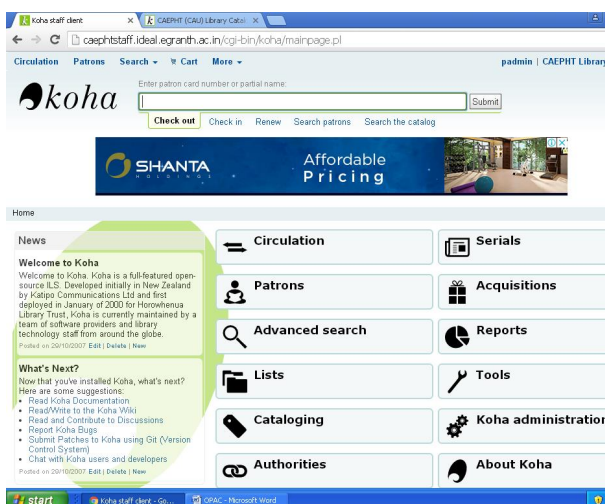 Koha staff client
CAEPHT (CAU) Library Catal
caephtstaff.ideal.egranth.ac.in/cgi-bin/koha/mainpage.pl
Circulation Patrons Search Cart More padmin | CAEPHT Library
koha
Enter patron card number or partial name:
Submit
Check out Check in Renew Search patrons Search the catalog
SHANTA
HOLDINGS
Affordable
Pricing
Home
News
Welcome to Koha
Welcome to Koha. Koha is a full-featured open-
source ILS. Developed initially in New Zealand
by Katipo Communications Ltd and first
deployed in January of 2000 for Horowhenua
Library Trust, Koha is currently maintained by a
team of software providers and library
technology staff from around the globe.
Posted on 29/10/2007 Edit | Delete | New
What's Next?
Now that you've installed Koha, what's next?
Here are some suggestions:
• Read Koha Documentation
• Read/Write to the Koha Wiki
• Read and Contribute to Discussions
• Report Koha Bugs
• Submit Patches to Koha using Git (Version
Control System)
• Chat with Koha users and developers
Posted on 29/10/2007 Edit | Delete | New
Circulation
Patrons
Advanced search
Lists
Cataloging
Authorities
Serials
Acquisitions
Reports
Tools
Koha administration
About Koha
start Koha staff client - Go... OPAC - Microsoft Word